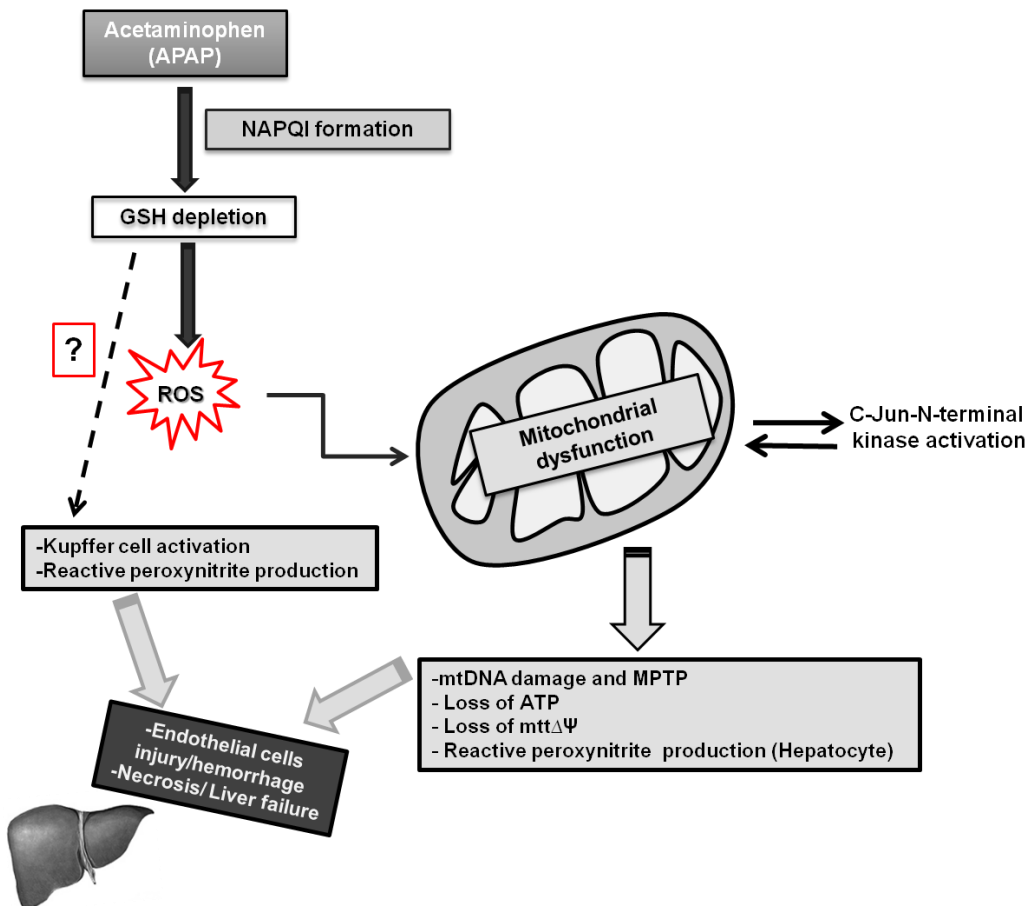 Acetaminophen
(APAP)
NAPQI formation
GSH depletion
?
ROS
Mitochondrial
dysfunction
C-Jun-N-terminal
kinase activation
-Kupffer cell activation
-Reactive peroxynitrite production
-mtDNA damage and MPTP
- Loss of ATP
- Loss of mtt∆Ψ
- Reactive peroxynitrite production (Hepatocyte)
-Endothelial cells
injury/hemorrhage
-Necrosis/ Liver failure